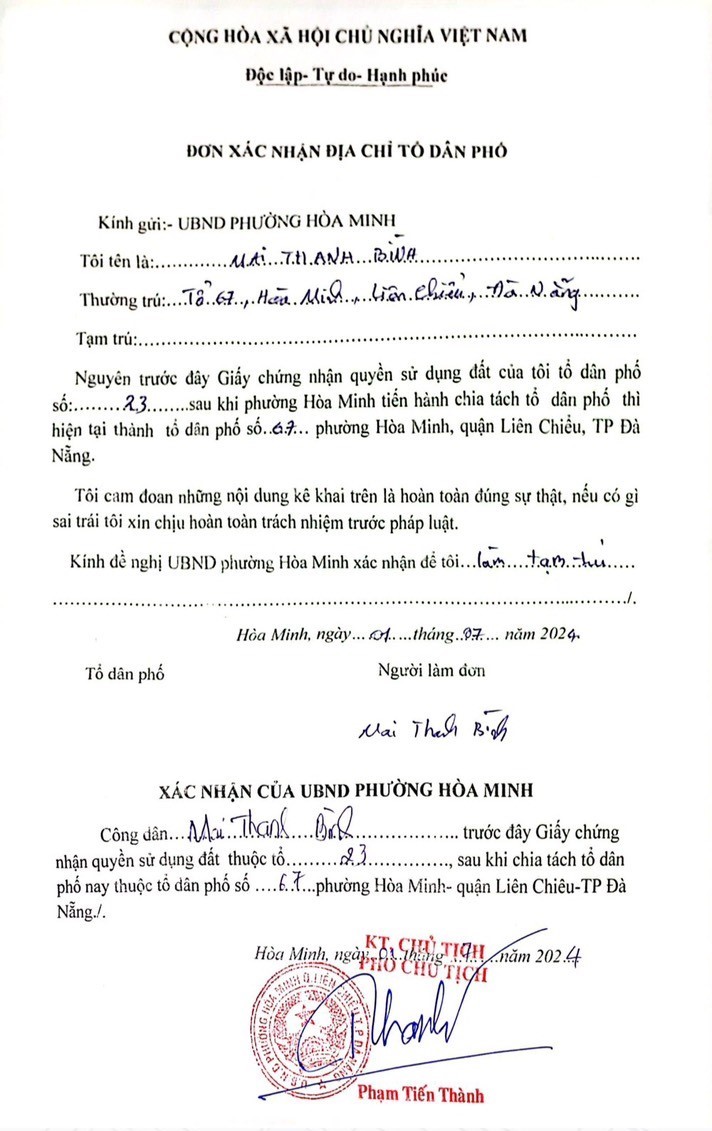 CỘNG HÒA XÃ HỘI CHỦ NGHĨA VIỆT NAM
Độc lập- Tự do- Hạnh phúc
ĐƠN XÁC NHẬN ĐỊA CHỈ TỔ DÂN PHỐ
Kính gửi:- UBND PHƯỜNG HÒA MINH
Tôi tên là:............MAI THANH BÌNH............
Thường trú:....Tổ 67, Hòa Minh, Liên Chiểu, Đà Nẵng............
Tạm trú:............
Nguyên trước đây Giấy chứng nhận quyền sử dụng đất của tôi tổ dân phố
số:........23........sau khi phường Hòa Minh tiến hành chia tách tổ dân phố thì
hiện tại thành tổ dân phố số..67... phường Hòa Minh, quận Liên Chiểu, TP Đà
Nẵng.
Tôi cam đoan những nội dung kê khai trên là hoàn toàn đúng sự thật, nếu có gì
sai trái tôi xin chịu hoàn toàn trách nhiệm trước pháp luật.
Kính đề nghị UBND phường Hòa Minh xác nhận để tôi...làm....tạm trú.....
............/.
Hòa Minh, ngày...01....tháng..07.... năm 2024.
Tổ dân phố Người làm đơn
Mai Thanh Bình
XÁC NHẬN CỦA UBND PHƯỜNG HÒA MINH
Công dân...Mai Thanh Bình............ trước đây Giấy chứng
nhận quyền sử dụng đất thuộc tổ.........23............, sau khi chia tách tổ dân
phố nay thuộc tổ dân phố số ....67...phường Hòa Minh- quận Liên Chiêu-TP Đà
Nẵng./.
Hòa Minh, ngày..01..tháng..7....năm 2024
KT. CHỦ TỊCH
PHÓ CHỦ TỊCH
U.B.N.D. PHƯỜNG HÒA MINH Q.LIÊN CHIỂU T.P ĐÀ NẴNG
Thanh
Phạm Tiến Thành